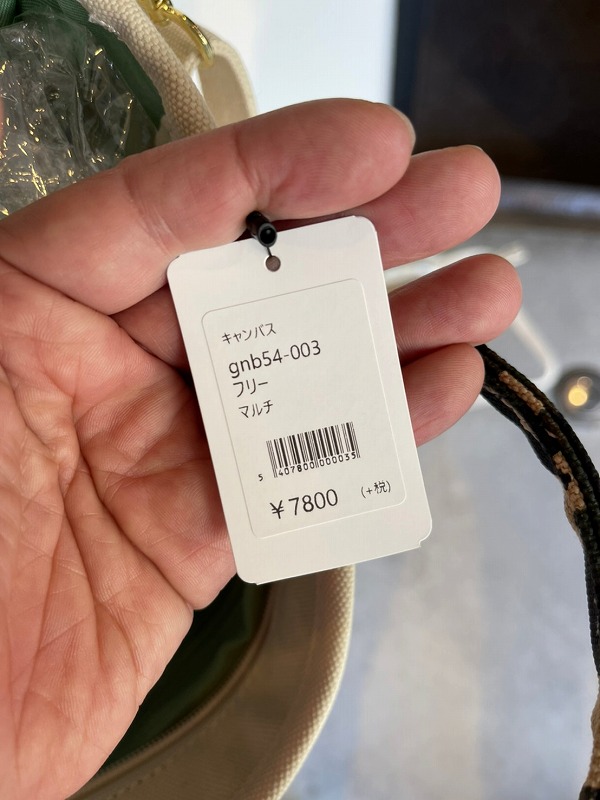 キャンバス
gnb54-003
フリー
マルチ
5 407800 000035
￥7800 (+税)